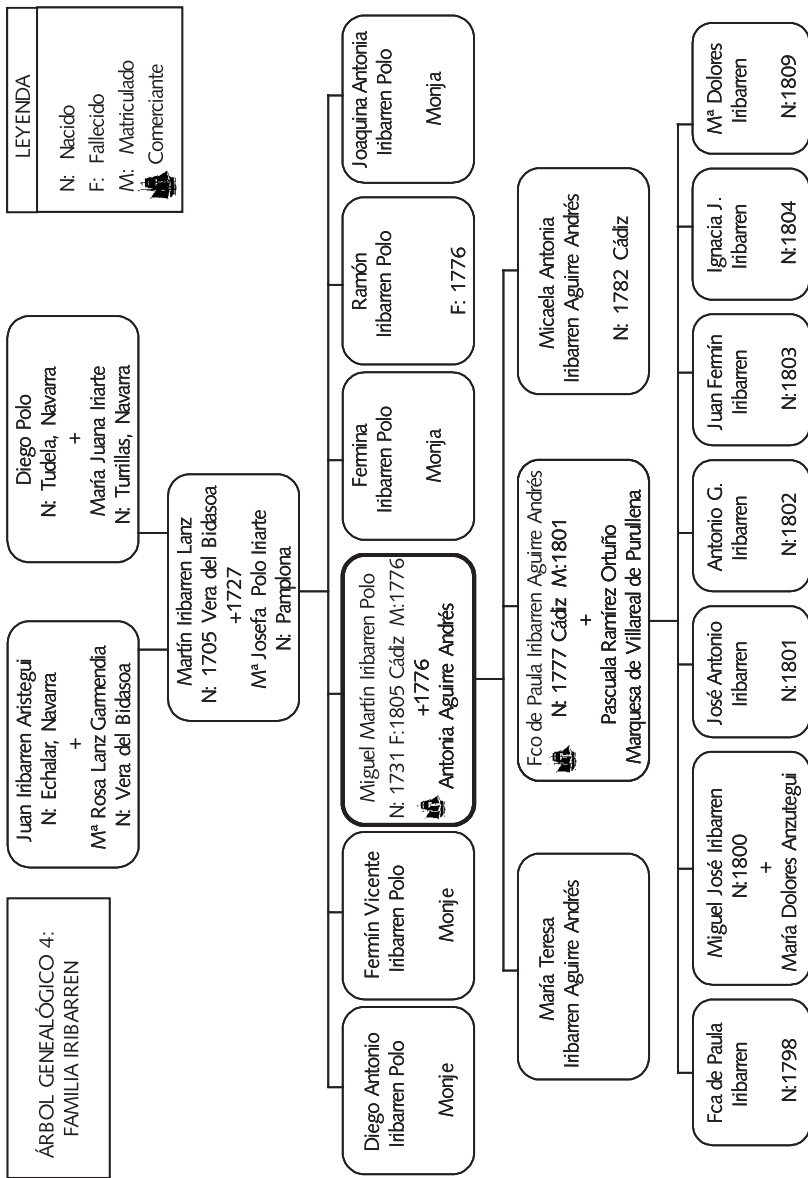 ÁRBOL GENEALÓGICO 4:
FAMILIA IRIBARREN
Juan Iribarren Aristegui
N: Echalar, Navarra
+
Mª Rosa Lanz Garmendia
N: Vera del Bidasoa
Diego Polo
N: Tudela, Navarra
+
María Juana Iriarte
N: Turrillas, Navarra
LEYENDA
N: Nacido
F: Fallecido
M: Matriculado
Comerciante
Martín Iribarren Lanz
N: 1705 Vera del Bidasoa
+1727
Mª Josefa Polo Iriarte
N: Pamplona
Diego Antonio
Iribarren Polo
Monje
Fermín Vicente
Iribarren Polo
Monje
Miguel Martín Iribarren Polo
N: 1731 F:1805 Cádiz M:1776
+1776
Antonia Aguirre Andrés
Fermina
Iribarren Polo
Monja
Ramón
Iribarren Polo
F: 1776
Joaquina Antonia
Iribarren Polo
Monja
María Teresa
Iribarren Aguirre Andrés
Fco de Paula Iribarren Aguirre Andrés
N: 1777 Cádiz M:1801
+
Pascuala Ramírez Ortuño
Marquesa de Villareal de Purullena
Micaela Antonia
Iribarren Aguirre Andrés
N: 1782 Cádiz
Fca de Paula
Iribarren
N:1798
Miguel José Iribarren
N:1800
+
María Dolores Anzutegui
José Antonio
Iribarren
N:1801
Antonio G.
Iribarren
N:1802
Juan Fermín
Iribarren
N:1803
Ignacia J.
Iribarren
N:1804
Mª Dolores
Iribarren
N:1809